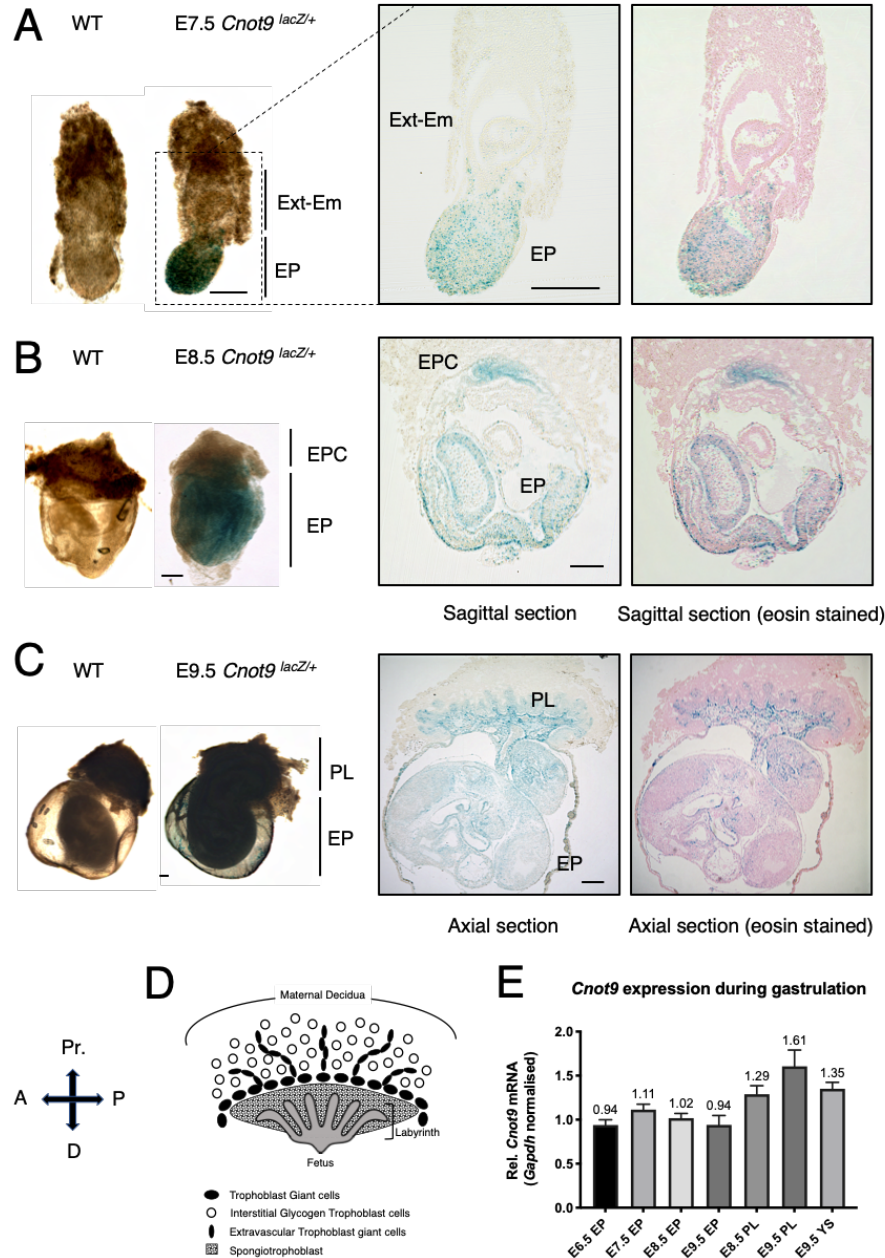 A
WT
E7.5 Cnot9 lacZ/+
Ext-Em
EP
Ext-Em
EP
B
WT
E8.5 Cnot9 lacZ/+
EPC
EP
EPC
EP
Sagittal section
Sagittal section (eosin stained)
C
WT
E9.5 Cnot9 lacZ/+
PL
EP
PL
EP
Axial section
Axial section (eosin stained)
Pr.
A
P
D
D
Maternal Decidua
Labyrinth
Fetus
Trophoblast Giant cells
Interstitial Glycogen Trophoblast cells
Extravascular Trophoblast giant cells
Spongiotrophoblast
E
Cnot9 expression during gastrulation
Rel. Cnot9 mRNA
(Gapdh normalised)
2.0
1.5
1.0
0.5
0.0
0.94
1.11
1.02
0.94
1.29
1.61
1.35
E6.5 EP
E7.5 EP
E8.5 EP
E9.5 EP
E8.5 PL
E9.5 PL
E9.5 YS